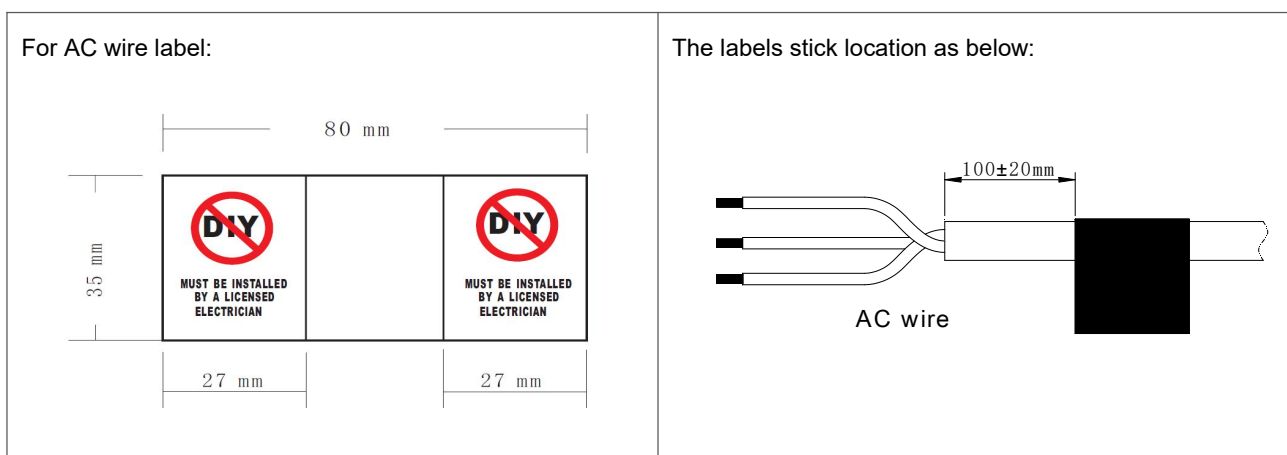 For AC wire label:
80 mm
35 mm
DIY
MUST BE INSTALLED
BY A LICENSED
ELECTRICIAN
DIY
MUST BE INSTALLED
BY A LICENSED
ELECTRICIAN
27 mm
27 mm
The labels stick location as below:
100±20mm
AC wire